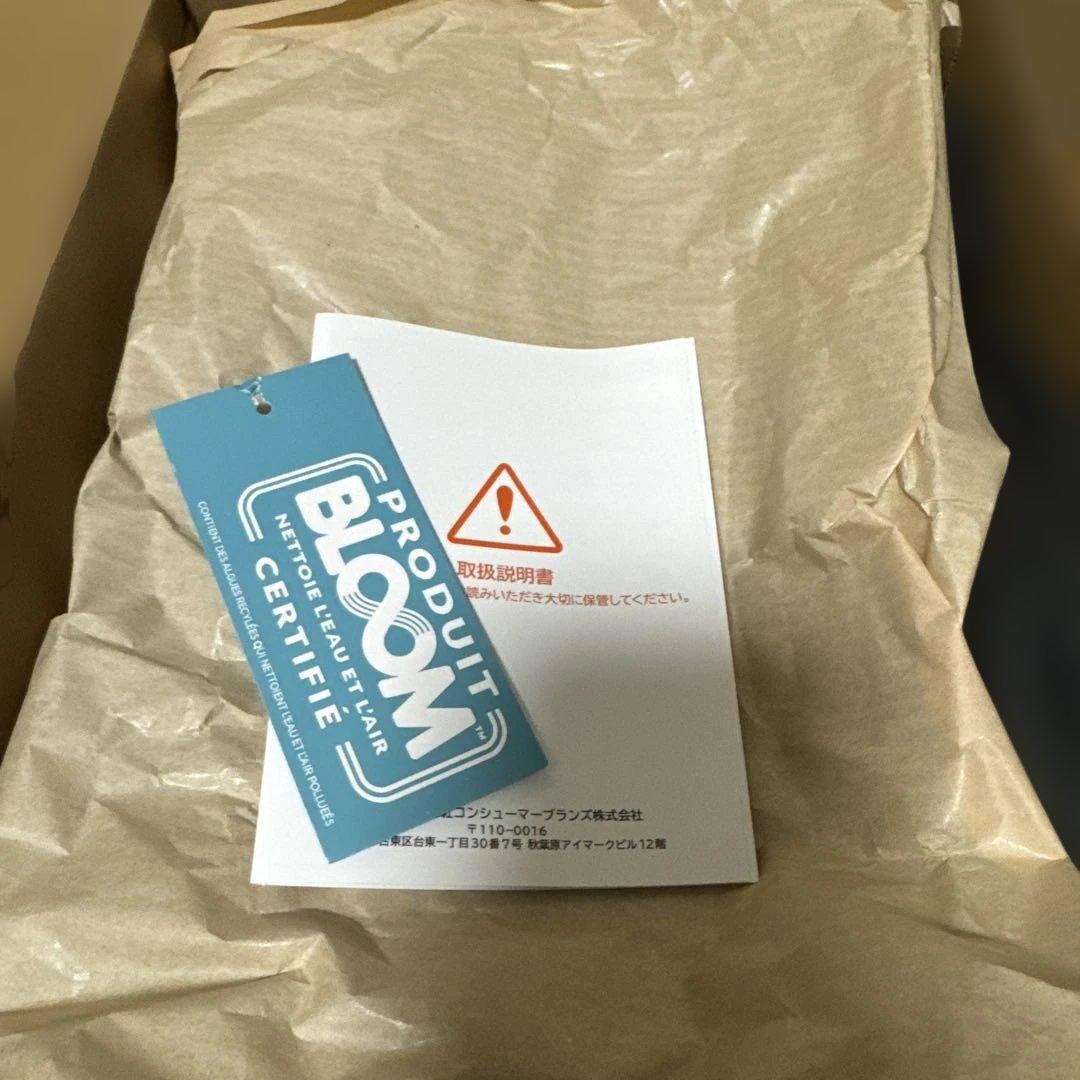 PRODUIT
BLOOM™
NETTOIE L'EAU ET L'AIR
CERTIFIÉ
CONTIENT DES ALGUES RECYLÉES QUI NETTOIENT L'EAU ET L'AIR POLLUEÉS
取扱説明書
読みいただき大切に保管してください。
紅コンシューマーブランズ株式会社
〒110-0016
台東区台東一丁目30番7号 秋葉原アイマークビル12階